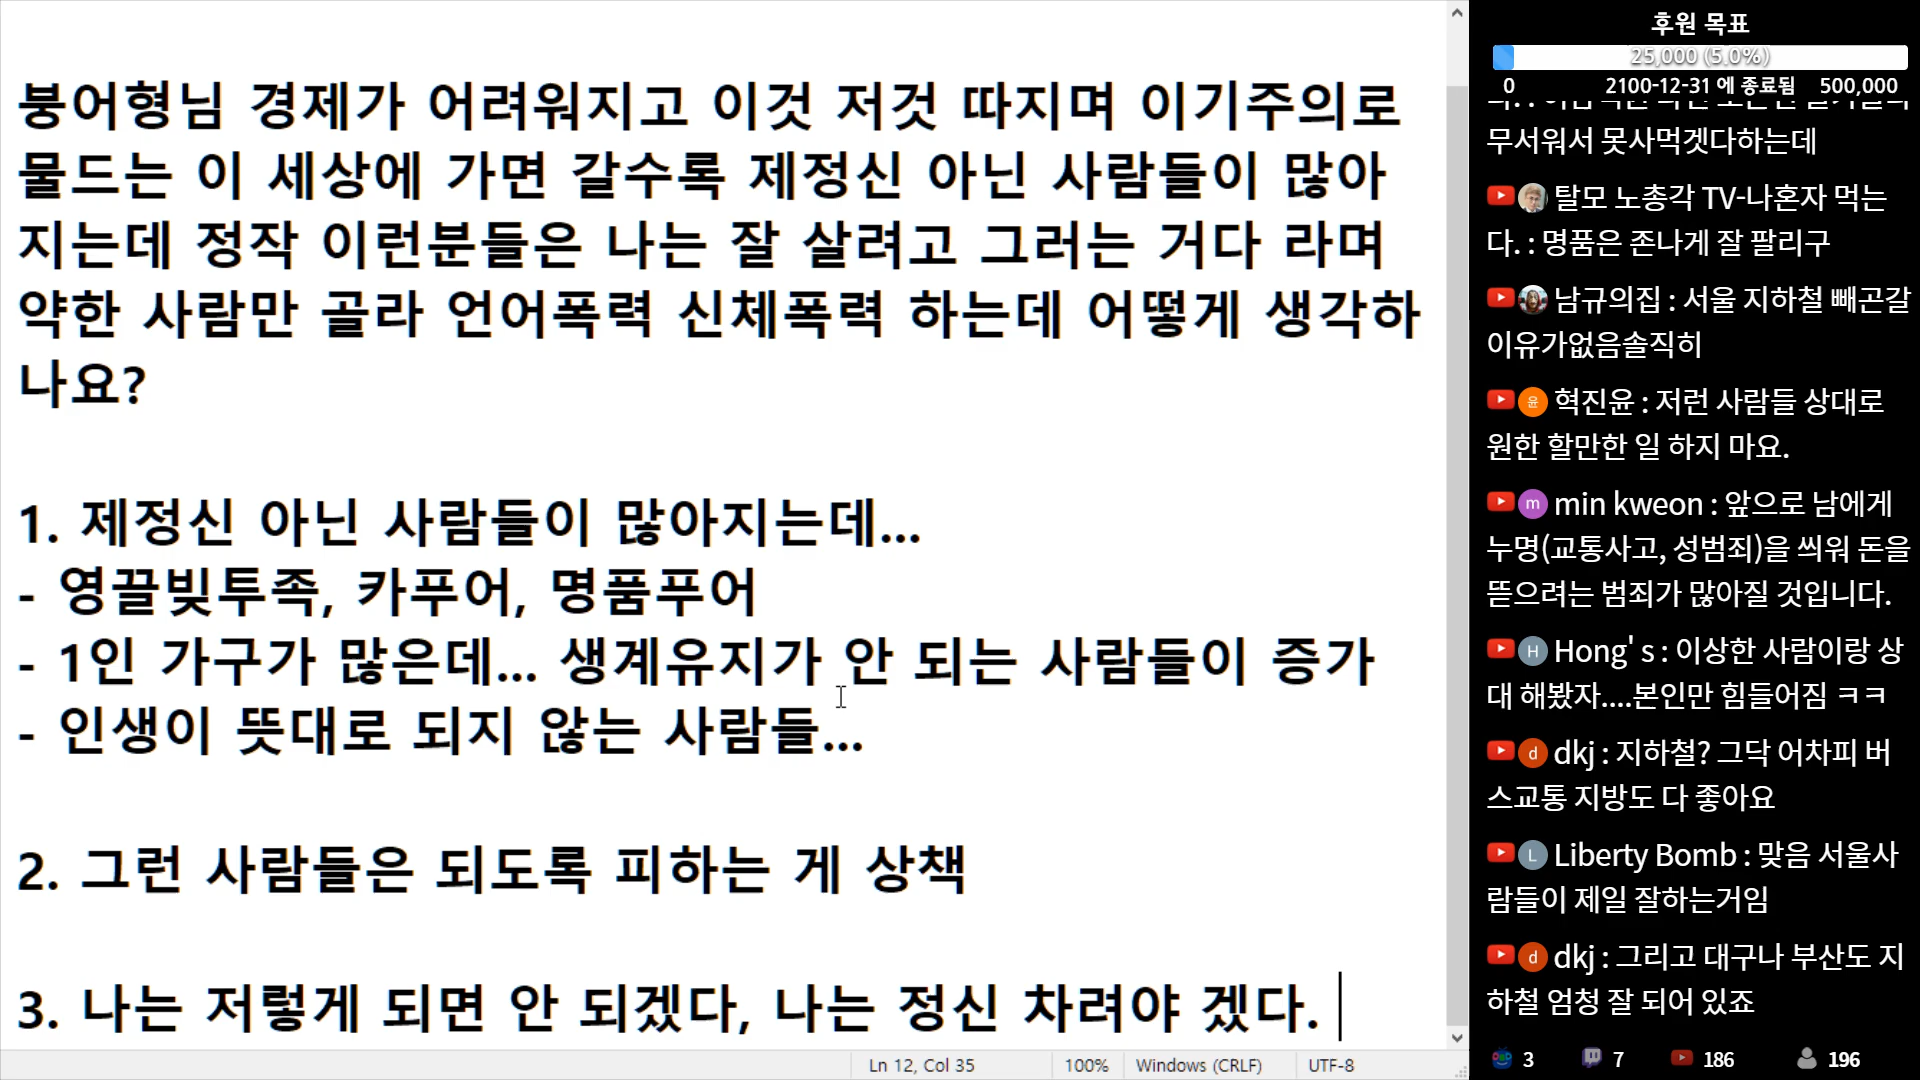 붕어형님 경제가 어려워지고 이것 저것 따지며 이기주의로
물드는 이 세상에 가면 갈수록 제정신 아닌 사람들이 많아
지는데 정작 이런분들은 나는 잘 살려고 그러는 거다 라며
약한 사람만 골라 언어폭력 신체폭력 하는데 어떻게 생각하
나요?
1. 제정신 아닌 사람들이 많아지는데...
- 영끌빚투족, 카푸어, 명품푸어
- 1인 가구가 많은데... 생계유지가 안 되는 사람들이 증가
- 인생이 뜻대로 되지 않는 사람들...
2. 그런 사람들은 되도록 피하는 게 상책
3. 나는 저렇게 되면 안 되겠다, 나는 정신 차려야 겠다.
Ln 12, Col 35
100%
Windows (CRLF)
UTF-8
후원 목표
25,000 (5.0%)
0 2100-12-31 에 종료됨 500,000
무서워서 못사먹겟다하는데
탈모 노총각 TV-나혼자 먹는
다. : 명품은 존나게 잘 팔리구
남규의집 : 서울 지하철 빼곤갈
이유가없음솔직히
윤 혁진윤 : 저런 사람들 상대로
원한 할만한 일 하지 마요.
m min kweon : 앞으로 남에게
누명(교통사고, 성범죄)을 씌워 돈을
뜯으려는 범죄가 많아질 것입니다.
H Hong' s : 이상한 사람이랑 상
대 해봤자....본인만 힘들어짐 ㅋㅋ
d dkj : 지하철? 그닥 어차피 버
스교통 지방도 다 좋아요
L Liberty Bomb : 맞음 서울사
람들이 제일 잘하는거임
d dkj : 그리고 대구나 부산도 지
하철 엄청 잘 되어 있죠
3 7 186 196